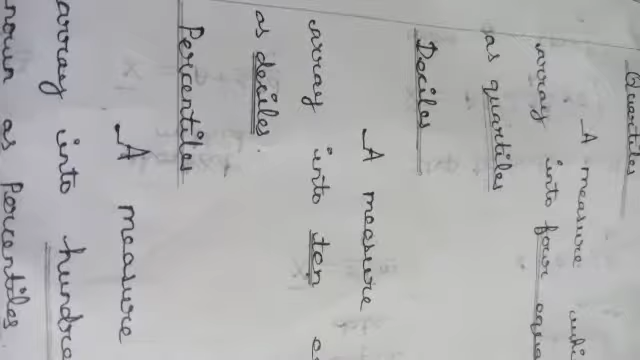 Quartiles
A measure
array into four equa
as quartiles
Deciles
A measure
array into ten
as deciles.
Percentiles
A measure
array into hundre
nown as Percentiles.